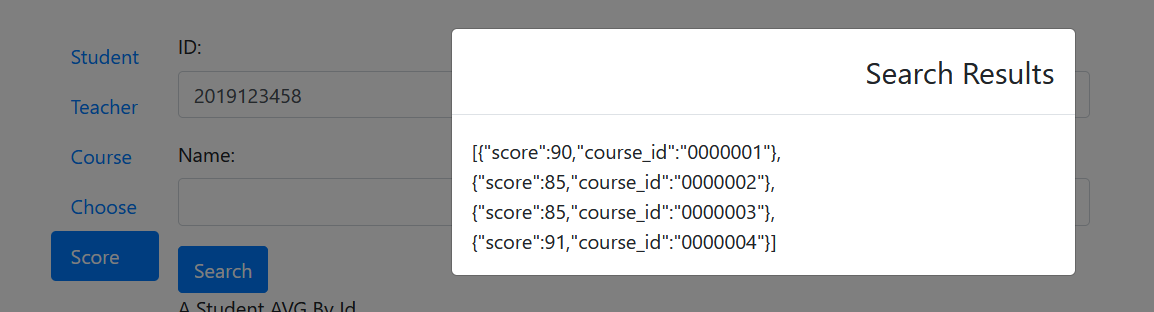 Student
Teacher
Course
Choose
Score
ID:
2019123458
Name:
Search
A Student AVG By Id
Search Results
[{"score":90,"course_id":"0000001"},
{"score":85,"course_id":"0000002"},
{"score":85,"course_id":"0000003"},
{"score":91,"course_id":"0000004"}]